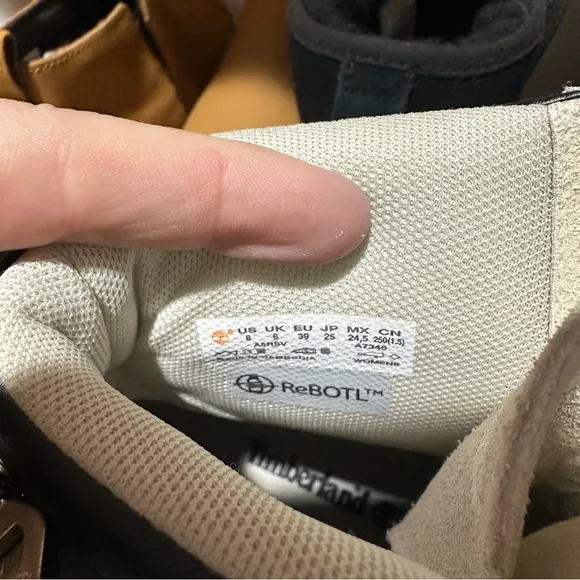 US UK EU JP MX CN
8 6 39 25 24,5 250(1.5)
A5RSV A7346
WOMENS
ReBOTL™
Timberland